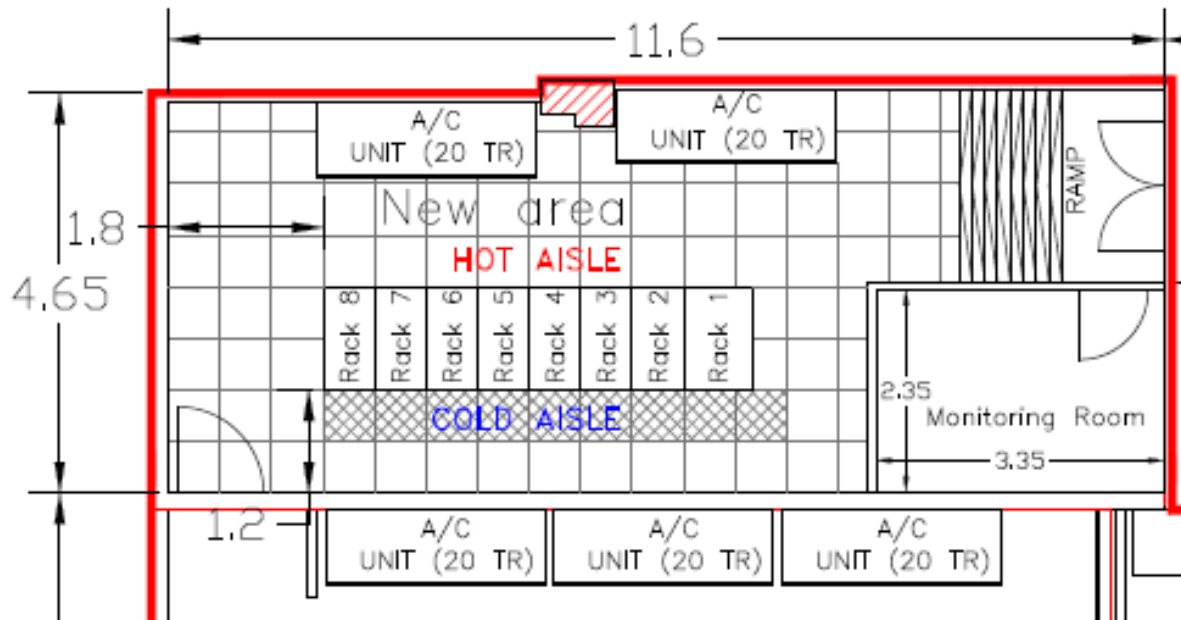 11.6
A/C
UNIT (20 TR)
A/C
UNIT (20 TR)
RAMP
1.8
New area
HOT AISLE
4.65
Rack 8
Rack 7
Rack 6
Rack 5
Rack 4
Rack 3
Rack 2
Rack 1
2.35
COLD AISLE
Monitoring Room
3.35
1.2
A/C
UNIT (20 TR)
A/C
UNIT (20 TR)
A/C
UNIT (20 TR)